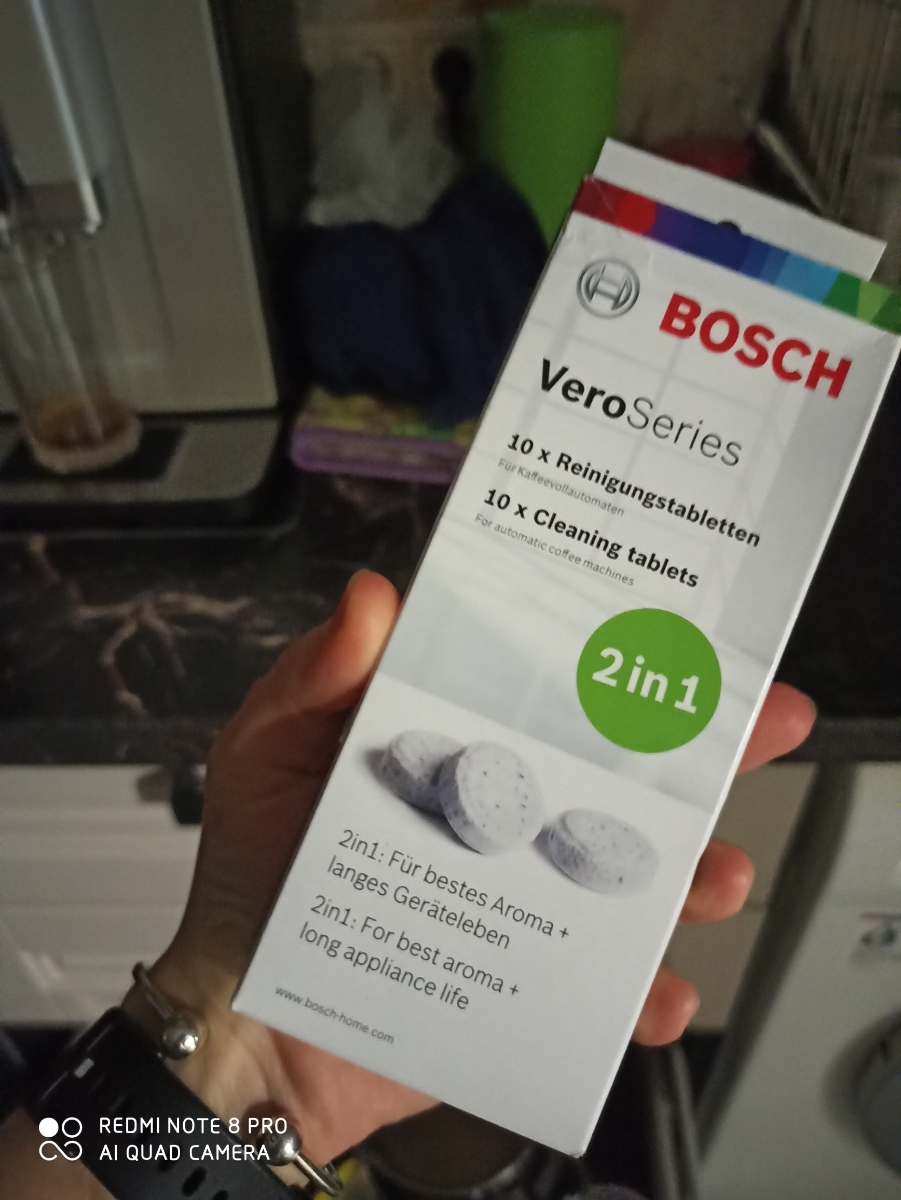 BOSCH
VeroSeries
10 x Reinigungstabletten
Für Kaffeevollautomaten
10 x Cleaning tablets
For automatic coffee machines
2 in 1
2in1: Für bestes Aroma +
langes Geräteleben
2in1: For best aroma +
long appliance life
www.bosch-home.com
REDMI NOTE 8 PRO
AI QUAD CAMERA